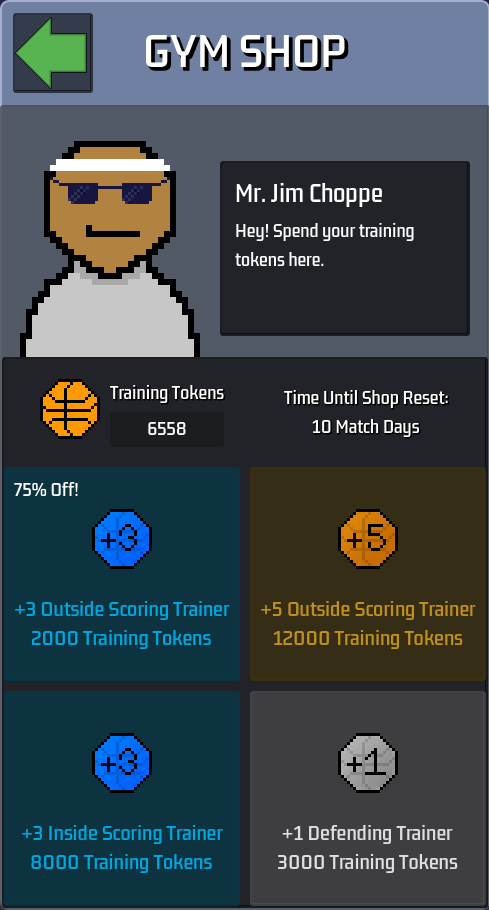 GYM SHOP
Mr. Jim Choppe
Hey! Spend your training
tokens here.
Training Tokens
6558
Time Until Shop Reset:
10 Match Days
75% Off!
+3
+3 Outside Scoring Trainer
2000 Training Tokens
+5
+5 Outside Scoring Trainer
12000 Training Tokens
+3
+3 Inside Scoring Trainer
8000 Training Tokens
+1
+1 Defending Trainer
3000 Training Tokens